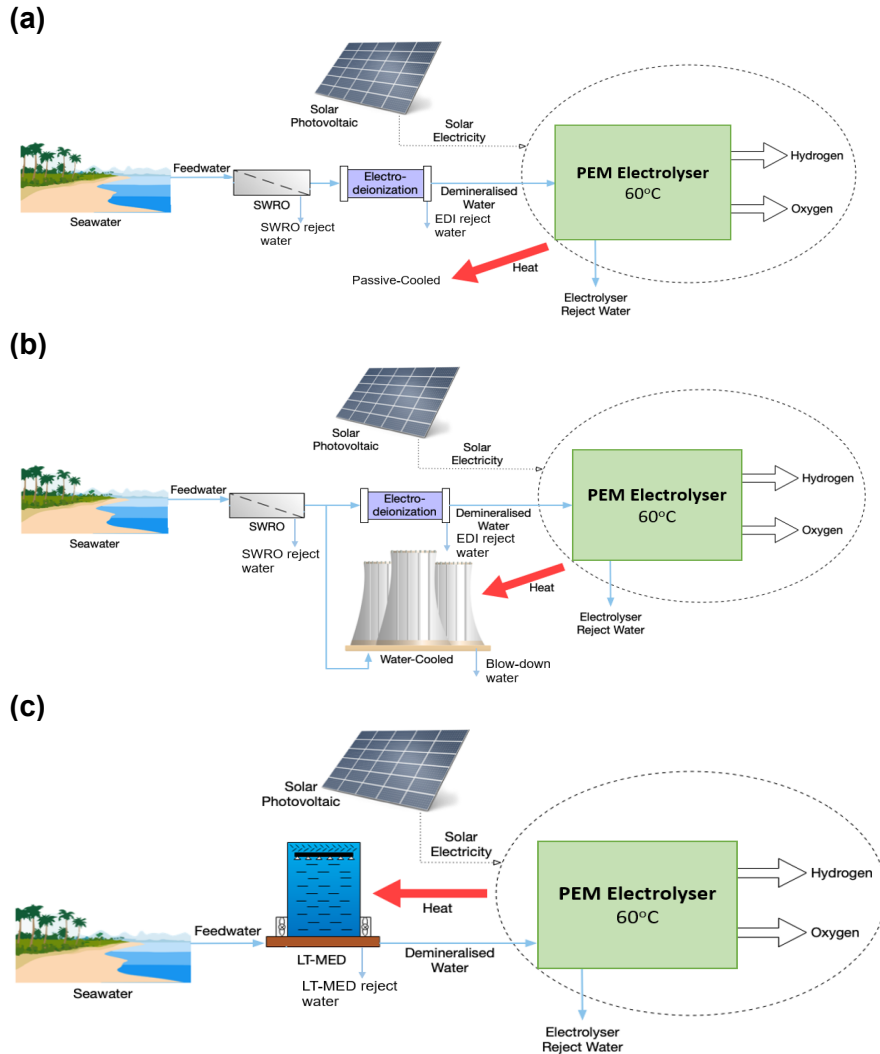 (a)
Solar
Photovoltaic
Solar
Electricity
Feedwater
Seawater
SWRO
SWRO reject
water
Electro-
deionization
EDI reject
water
Demineralised
Water
PEM Electrolyser
60°C
Hydrogen
Oxygen
Heat
Passive-Cooled
Electrolyser
Reject Water
(b)
Solar
Photovoltaic
Solar
Electricity
Feedwater
Seawater
SWRO
SWRO reject
water
Electro-
deionization
Demineralised
Water
EDI reject
water
PEM Electrolyser
60°C
Hydrogen
Oxygen
Heat
Water-Cooled
Blow-down
water
Electrolyser
Reject Water
(c)
Solar
Photovoltaic
Solar
Electricity
Feedwater
Seawater
LT-MED
LT-MED reject
water
Heat
Demineralised
Water
PEM Electrolyser
60°C
Hydrogen
Oxygen
Electrolyser
Reject Water